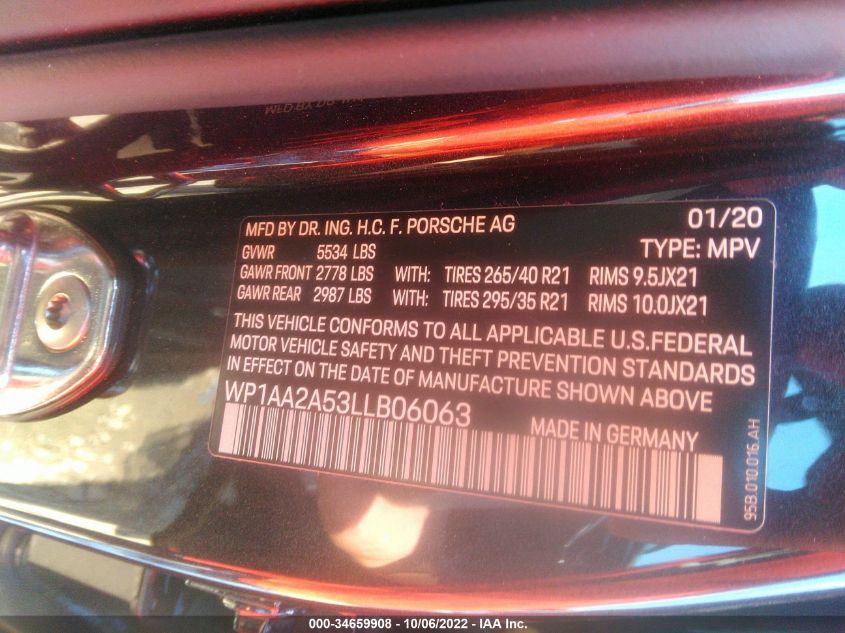 MFD BY DR. ING. H.C. F. PORSCHE AG 01/20
GVWR 5534 LBS TYPE: MPV
GAWR FRONT 2778 LBS WITH: TIRES 265/40 R21 RIMS 9.5JX21
GAWR REAR 2987 LBS WITH: TIRES 295/35 R21 RIMS 10.0JX21
THIS VEHICLE CONFORMS TO ALL APPLICABLE U.S.FEDERAL
MOTOR VEHICLE SAFETY AND THEFT PREVENTION STANDARDS
IN EFFECT ON THE DATE OF MANUFACTURE SHOWN ABOVE
WP1AA2A53LLB06063 MADE IN GERMANY
95B.010.016.AH
000-34659908 - 10/06/2022 - IAA Inc.